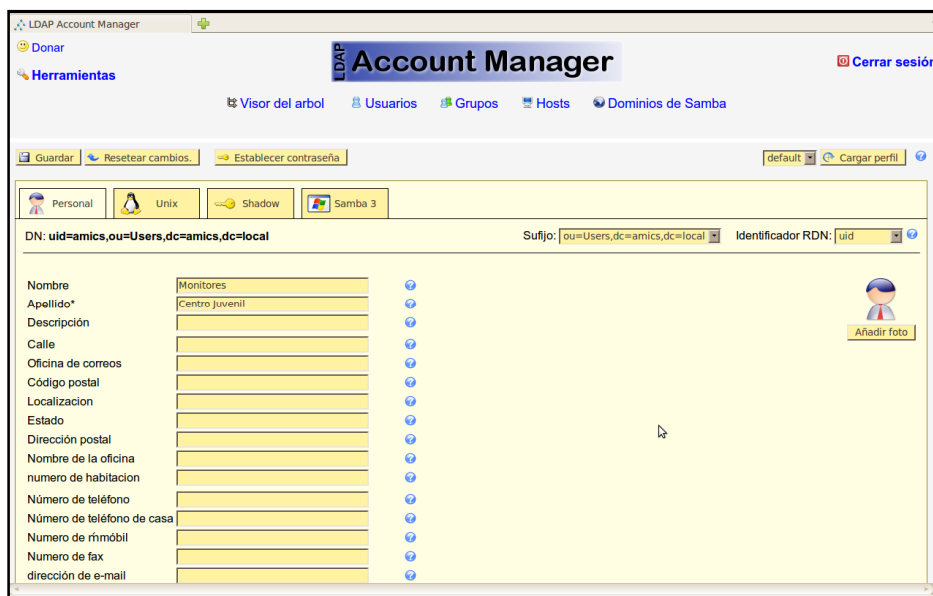 LDAP Account Manager
Donar
LDAP Account Manager
Cerrar sesión
Herramientas
Visor del arbol Usuarios Grupos Hosts Dominios de Samba
Guardar Resetear cambios. Establecer contraseña default Cargar perfil
Personal Unix Shadow Samba 3
DN: uid=amics,ou=Users,dc=amics,dc=local Sufijo: ou=Users,dc=amics,dc=local Identificador RDN: uid
Nombre Monitores
Apellido* Centro Juvenil
Descripción
Añadir foto
Calle
Oficina de correos
Código postal
Localizacion
Estado
Dirección postal
Nombre de la oficina
numero de habitacion
Número de teléfono
Número de teléfono de casa
Numero de mmóbil
Numero de fax
dirección de e-mail